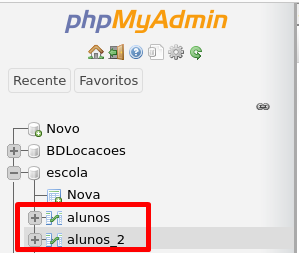 phpMyAdmin
Recente Favoritos
Novo
BDLocacoes
escola
Nova
alunos
alunos_2